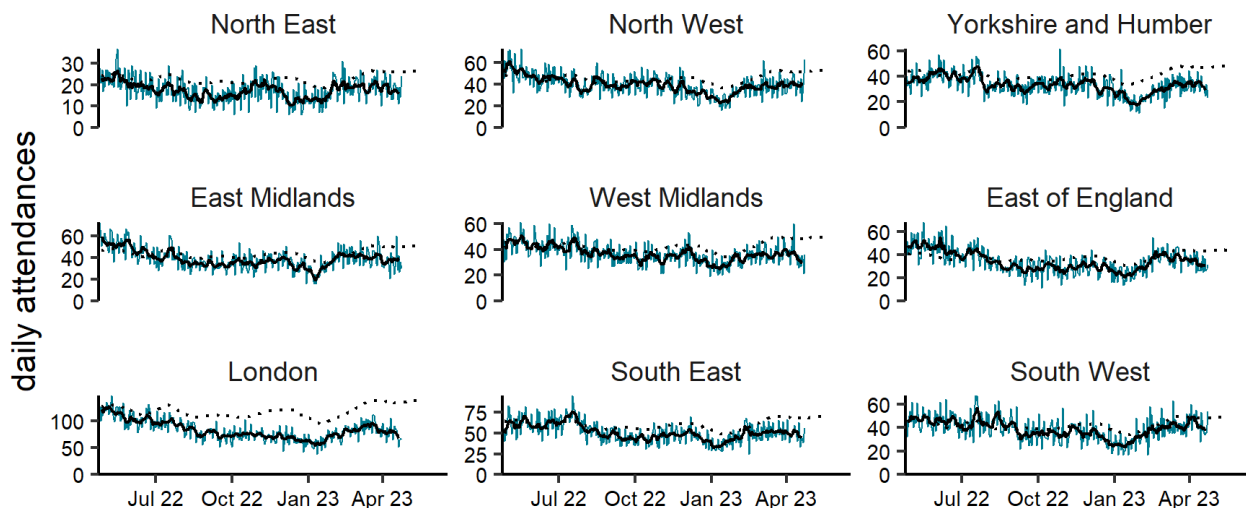 North East
North West
Yorkshire and Humber
30
20
10
0
60
40
20
0
60
40
20
0
East Midlands
West Midlands
East of England
60
40
20
0
60
40
20
0
60
40
20
0
London
South East
South West
100
50
0
75
50
25
0
60
40
20
0
Jul 22 Oct 22 Jan 23 Apr 23
Jul 22 Oct 22 Jan 23 Apr 23
Jul 22 Oct 22 Jan 23 Apr 23
daily attendances